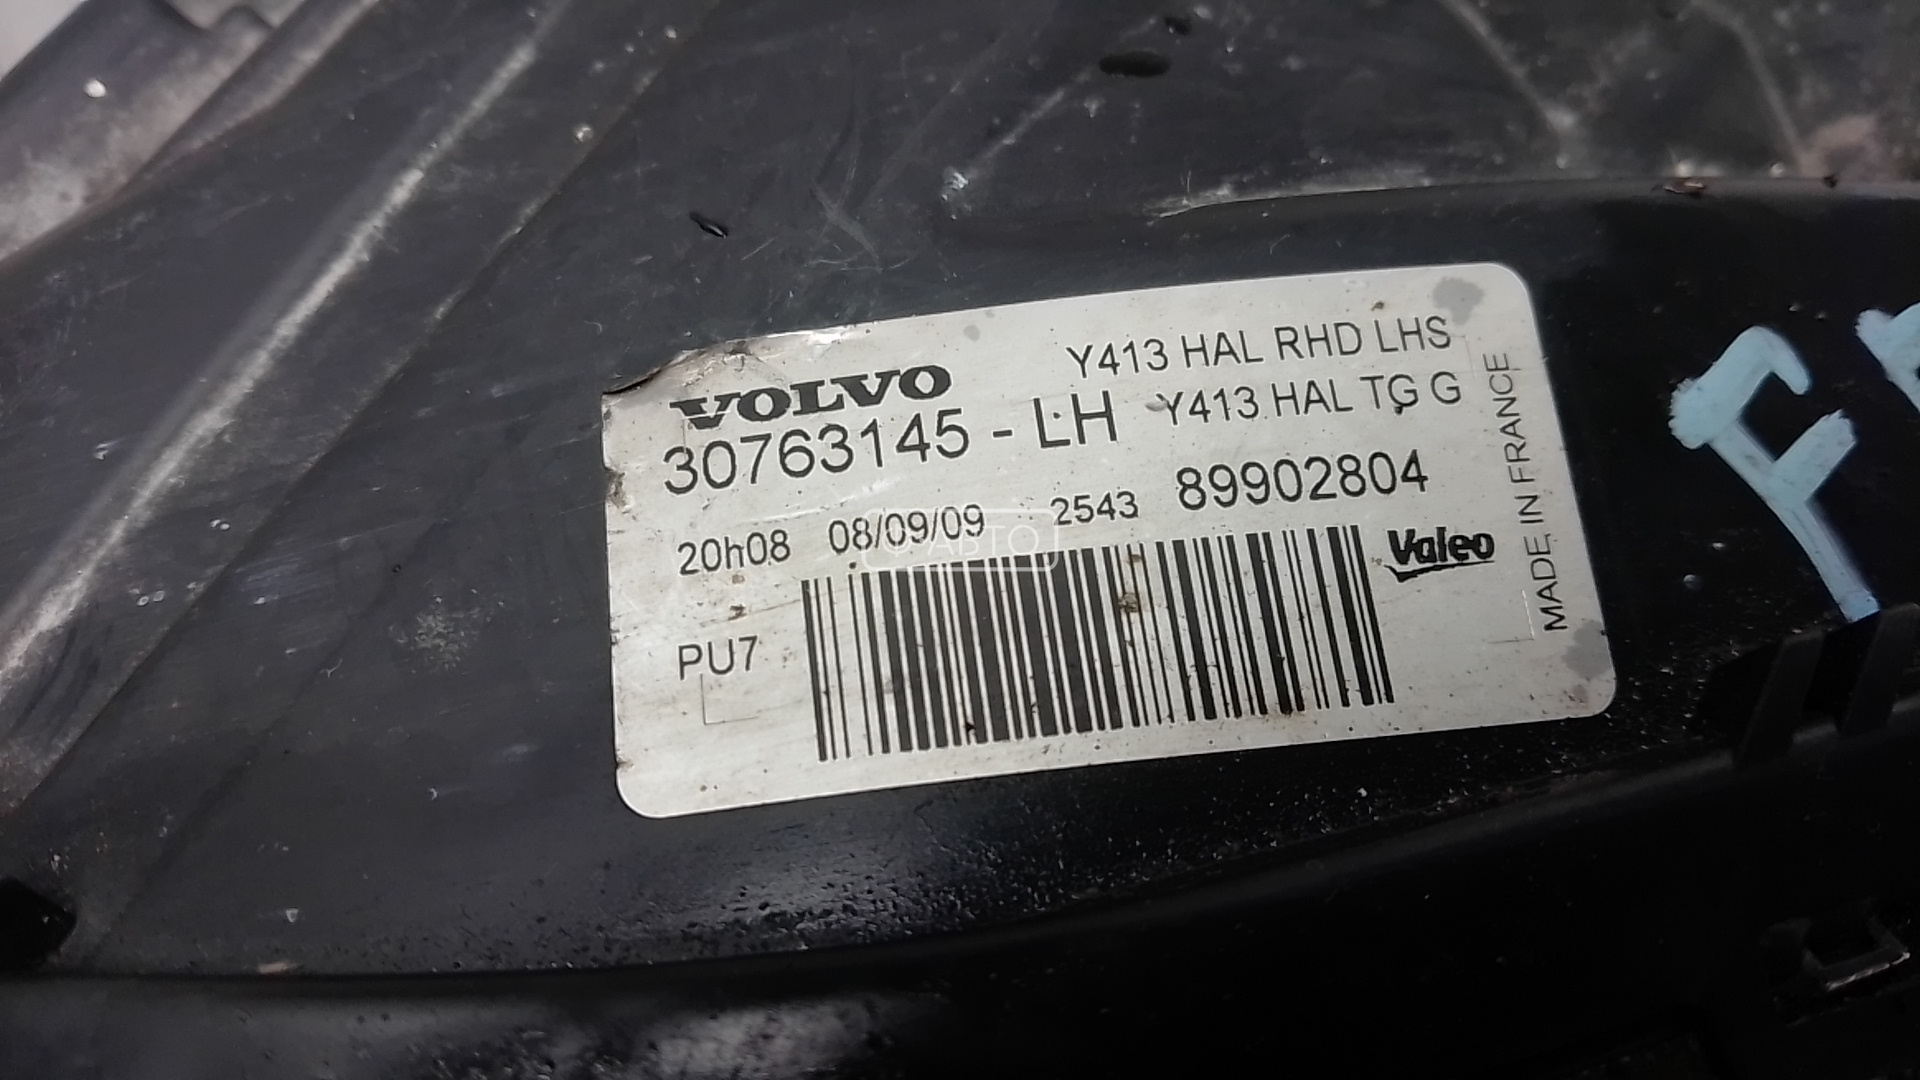 VOLVO Y413 HAL RHD LHS
30763145 - LH Y413 HAL TG G
20h08 08/09/09 2543 89902804
Valeo
PU7
MADE IN FRANCE
АВТО
F